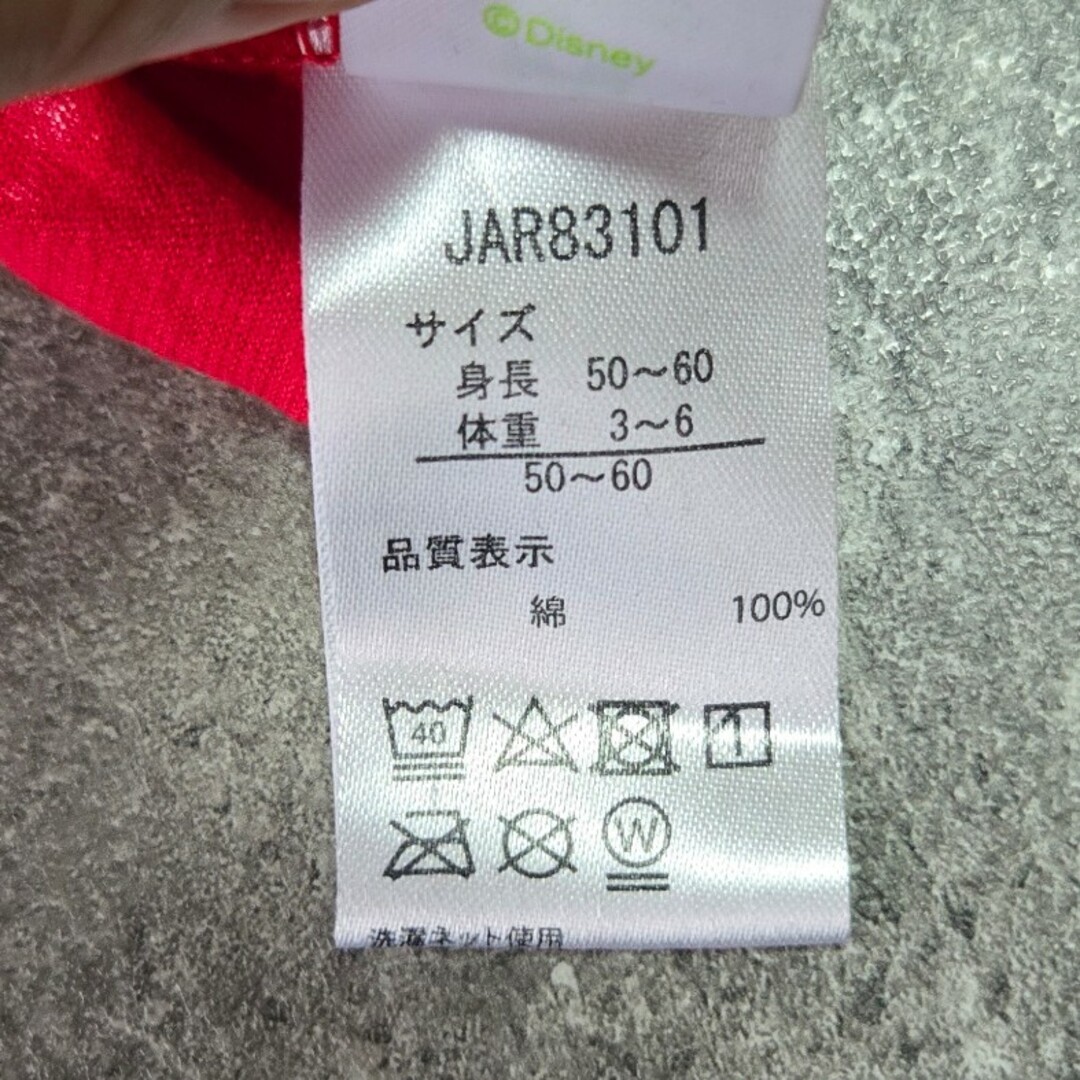 ©Disney
JAR83101
サイズ
身長 50～60
体重 3～6
50～60
品質表示
綿 100%
40
1
W
洗濯ネット使用